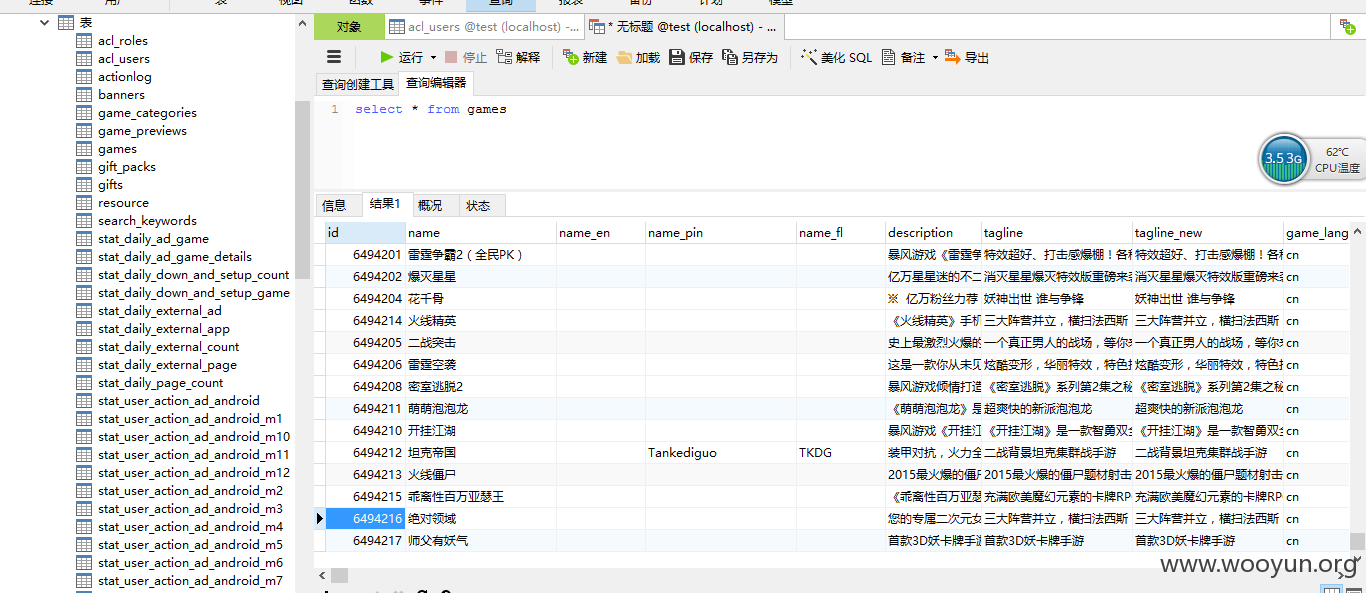 表
对象
acl_users @test (localhost) -...
* 无标题 @test (localhost) - ...
运行 停止 解释 新建 加载 保存 另存为 美化 SQL 备注 导出
查询创建工具 查询编辑器
1 select * from games
3.5 3G
62℃
CPU温度
acl_roles
acl_users
actionlog
banners
game_categories
game_previews
games
gift_packs
gifts
resource
search_keywords
stat_daily_ad_game
stat_daily_ad_game_details
stat_daily_down_and_setup_count
stat_daily_down_and_setup_game
stat_daily_external_ad
stat_daily_external_app
stat_daily_external_count
stat_daily_external_page
stat_daily_page_count
stat_user_action_ad_android
stat_user_action_ad_android_m1
stat_user_action_ad_android_m10
stat_user_action_ad_android_m11
stat_user_action_ad_android_m12
stat_user_action_ad_android_m2
stat_user_action_ad_android_m3
stat_user_action_ad_android_m4
stat_user_action_ad_android_m5
stat_user_action_ad_android_m6
stat_user_action_ad_android_m7
信息 结果1 概况 状态
id name name_en name_pin name_fl description tagline tagline_new game_lang
6494201 雷霆争霸2（全民PK） 暴风游戏《雷霆争 特效超好、打击感爆棚！各种 特效超好、打击感爆棚！各种 cn
6494202 爆灭星星 亿万星星迷的不二 消灭星星爆灭特效版重磅来 消灭星星爆灭特效版重磅来 cn
6494204 花千骨 ※ 亿万粉丝力荐 妖神出世 谁与争锋 妖神出世 谁与争锋 cn
6494214 火线精英 《火线精英》手机 三大阵营并立，横扫法西斯 三大阵营并立，横扫法西斯 cn
6494205 二战突击 史上最激烈火爆的 一个真正男人的战场，等你 一个真正男人的战场，等你 cn
6494206 雷霆空袭 这是一款你从未见 炫酷变形，华丽特效，特色 炫酷变形，华丽特效，特色 cn
6494208 密室逃脱2 暴风游戏倾情打造 《密室逃脱》系列第2集之秘 《密室逃脱》系列第2集之秘 cn
6494211 萌萌泡泡龙 《萌萌泡泡龙》是 超爽快的新派泡泡龙 超爽快的新派泡泡龙 cn
6494210 开挂江湖 暴风游戏《开挂江 《开挂江湖》是一款智勇双全 《开挂江湖》是一款智勇双全 cn
6494212 坦克帝国 Tankediguo TKDG 装甲对抗，火力全 二战背景坦克集群战手游 二战背景坦克集群战手游 cn
6494213 火线僵尸 2015最火爆的僵尸 2015最火爆的僵尸题材射击 2015最火爆的僵尸题材射击 cn
6494215 乖离性百万亚瑟王 《乖离性百万亚瑟 充满欧美魔幻元素的卡牌RP 充满欧美魔幻元素的卡牌RP cn
6494216 绝对领域 您的专属二次元女 三大阵营并立，横扫法西斯 三大阵营并立，横扫法西斯 cn
6494217 师父有妖气 首款3D妖卡牌手游 首款3D妖卡牌手游 首款3D妖卡牌手游 cn
www.wooyun.org